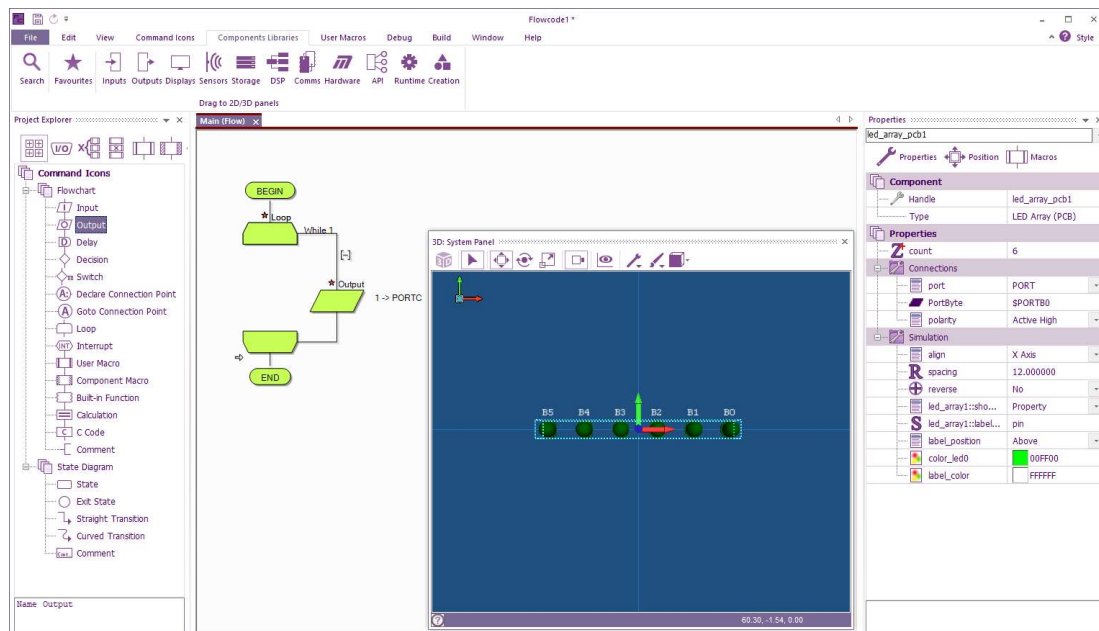 Flowcode1 *
File Edit View Command Icons Components Libraries User Macros Debug Build Window Help
Style
Search Favourites Inputs Outputs Displays Sensors Storage DSP Comms Hardware API Runtime Creation
Drag to 2D/3D panels
Project Explorer
Main (Flow)
Properties
led_array_pcb1
I/O
Properties Position Macros
Command Icons
Flowchart
Input
Output
Delay
Decision
Switch
Declare Connection Point
Goto Connection Point
Loop
Interrupt
User Macro
Component Macro
Built-in Function
Calculation
C Code
Comment
State Diagram
State
Exit State
Straight Transition
Curved Transition
Comment
Name Output
BEGIN
Loop
While 1
[-]
Output
1 -> PORTC
END
3D: System Panel
B5 B4 B3 B2 B1 B0
60.30, -1.54, 0.00
Component
Handle led_array_pcb1
Type LED Array (PCB)
Properties
count 6
Connections
port PORT
PortByte $PORTB0
polarity Active High
Simulation
align X Axis
spacing 12.000000
reverse No
led_array1::sho... Property
led_array1::label... pin
label_position Above
color_led0 00FF00
label_color FFFFFF